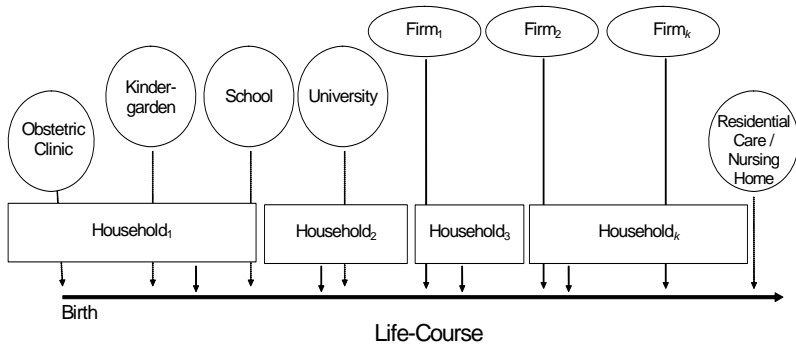 Firm₁
Firm₂
Firmₖ
Kinder-
garden
School
University
Obstetric
Clinic
Residential
Care /
Nursing
Home
Household₁
Household₂
Household₃
Householdₖ
Birth
Life-Course